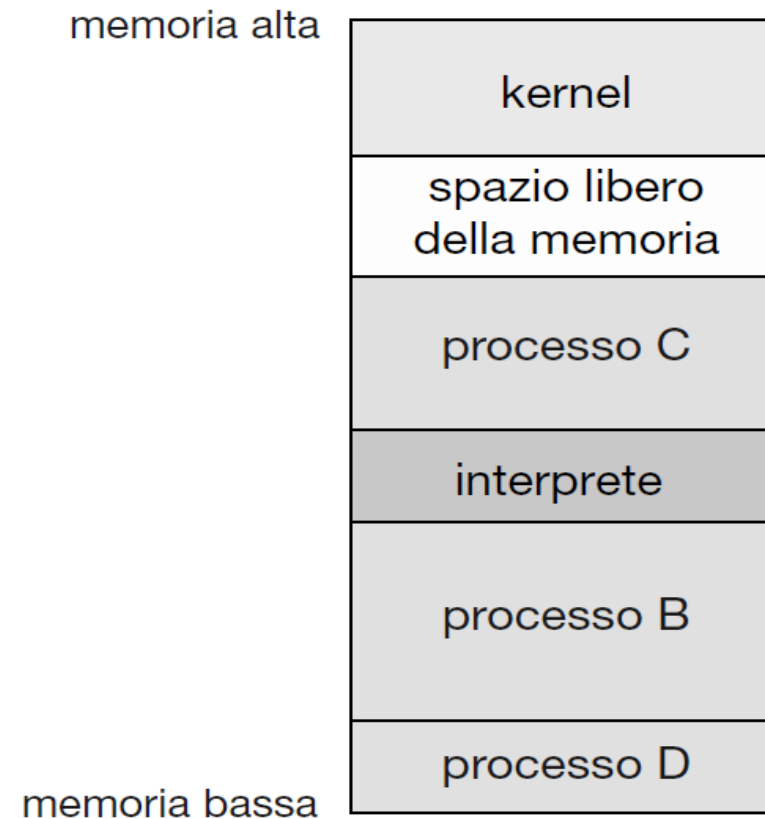 memoria alta
kernel
spazio libero
della memoria
processo C
interprete
processo B
processo D
memoria bassa